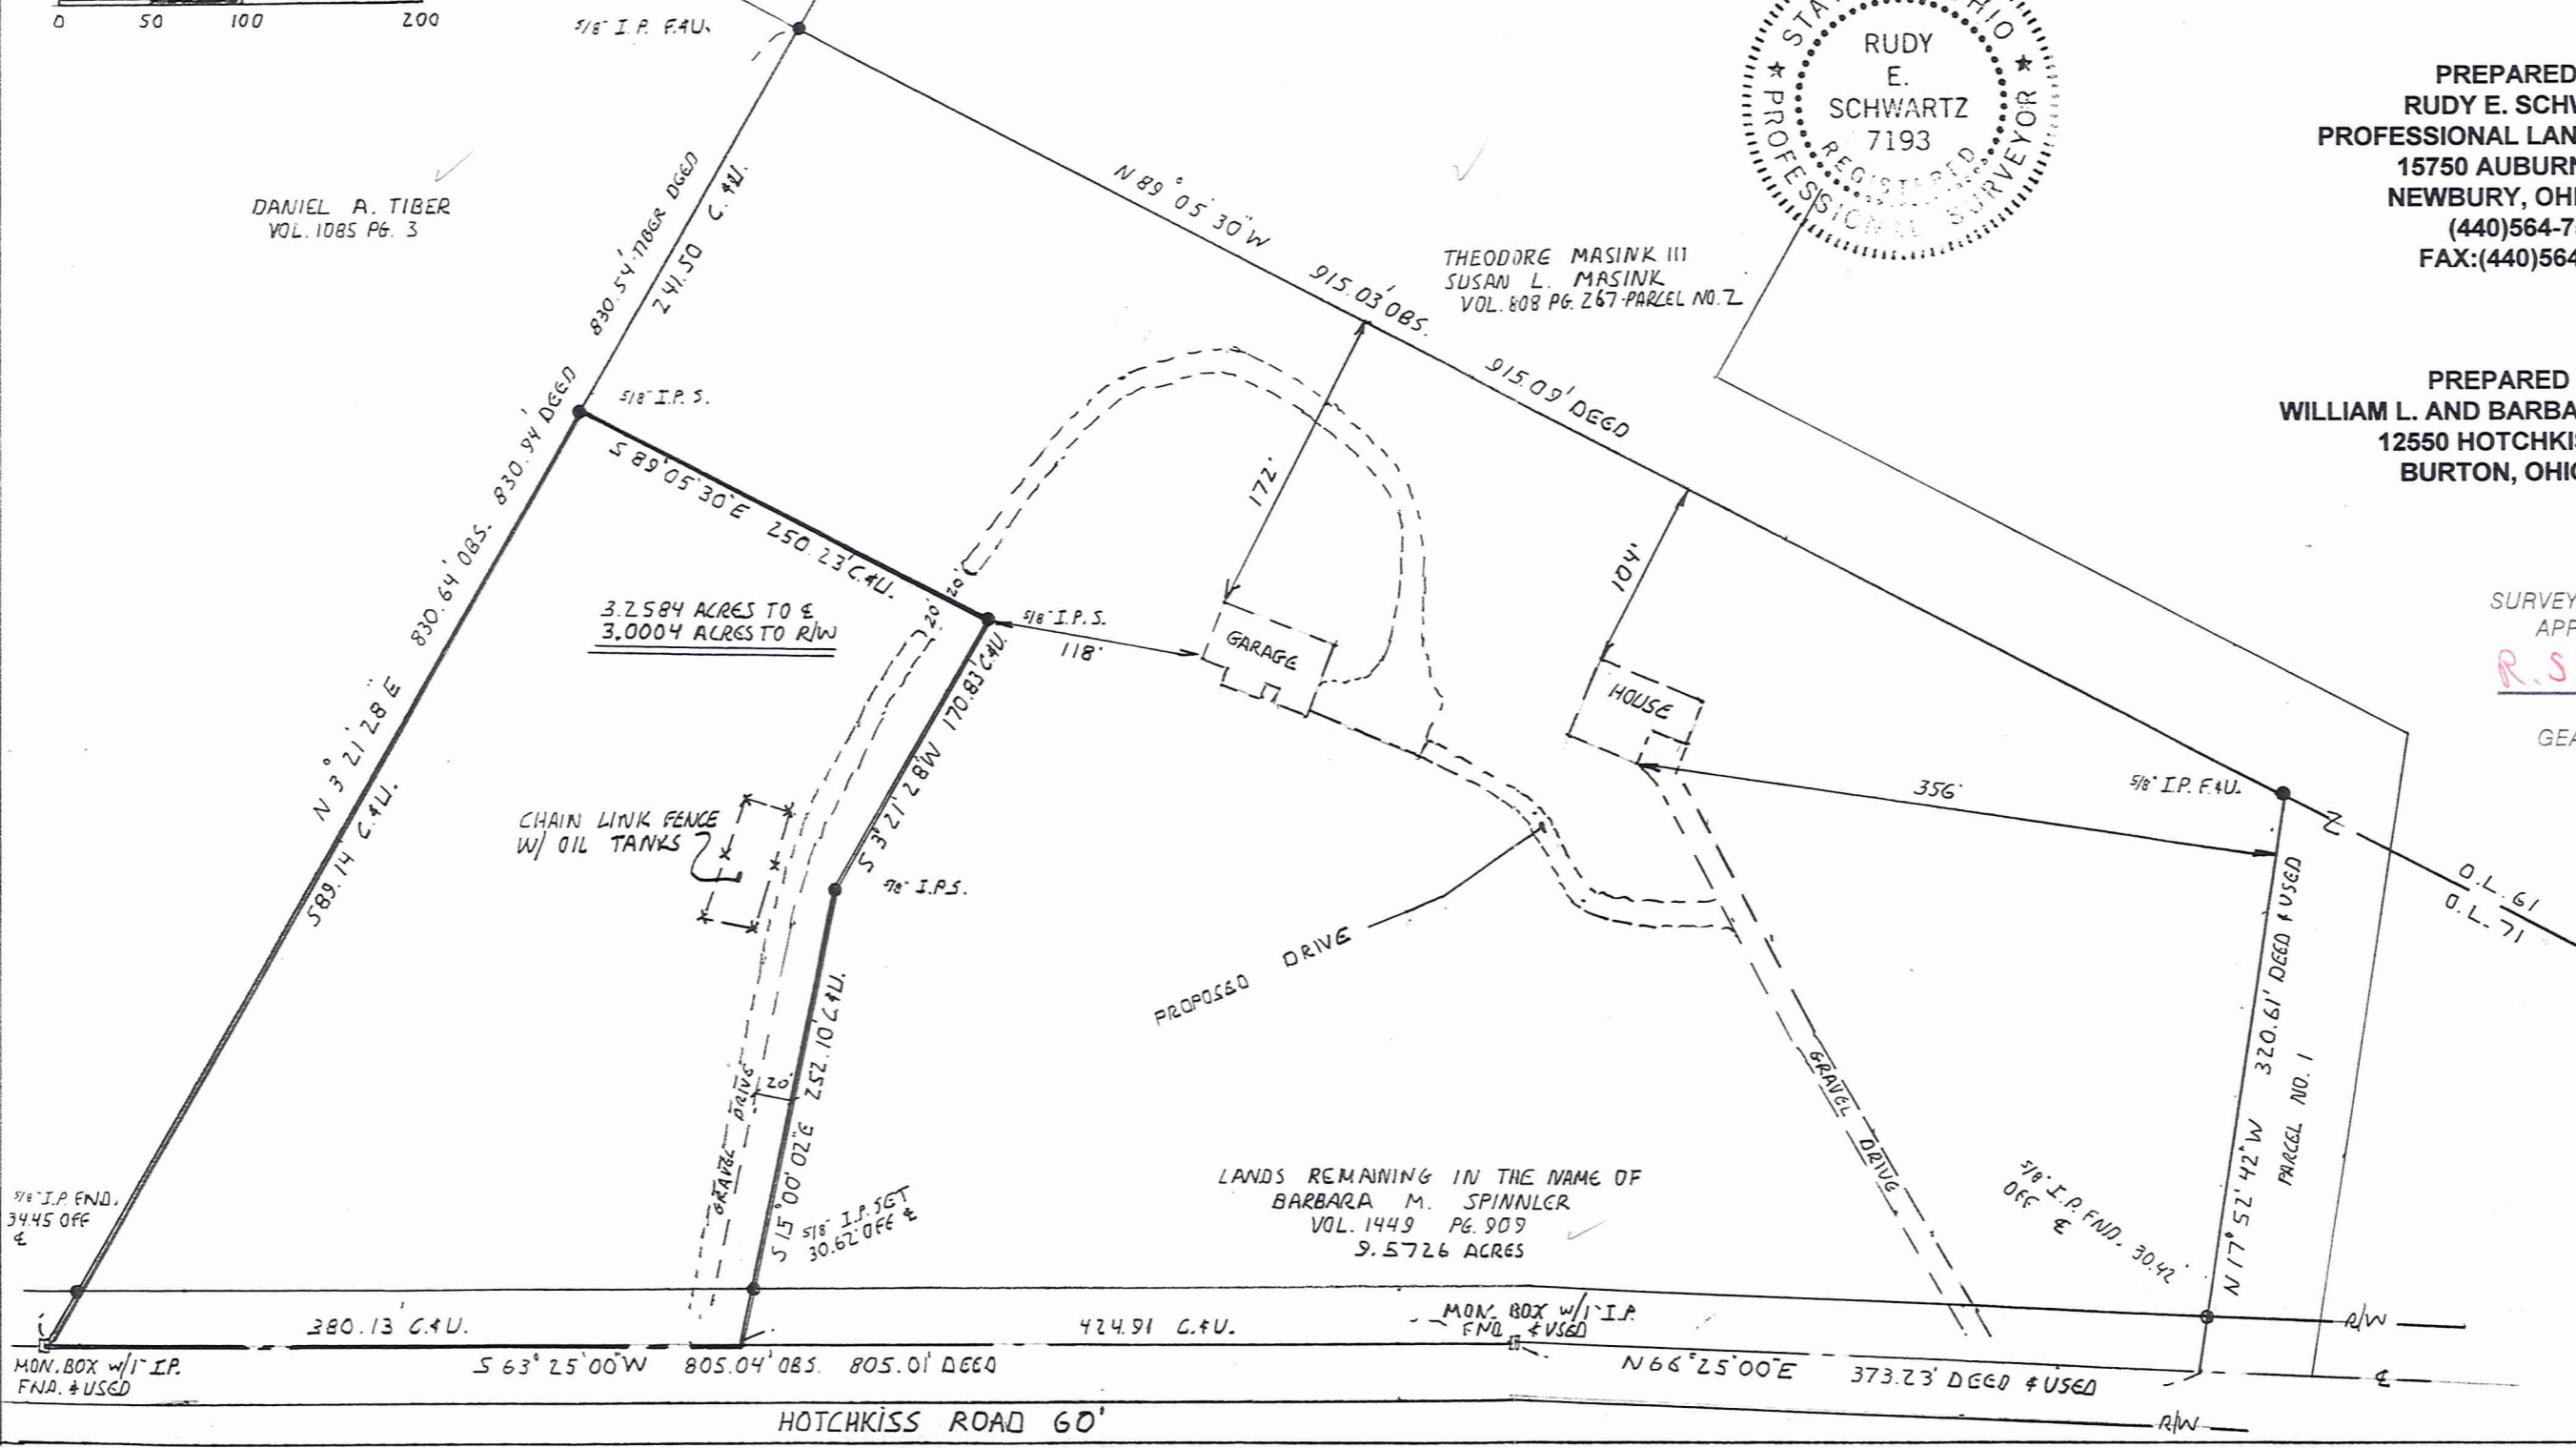 0 50 100 200
5/8" I.P. F.&U.
STATE OF OHIO
★ PROFESSIONAL SURVEYOR ★
RUDY
E.
SCHWARTZ
7193
REGISTERED
PREPARED
RUDY E. SCHW
PROFESSIONAL LAN
15750 AUBURN
NEWBURY, OHI
(440)564-7
FAX:(440)564
DANIEL A. TIBER
VOL. 1085 PG. 3
830.54' TIBER DEED
241.50 C.&U.
N 89° 05' 30" W
915.03' OBS.
915.09' DEED
THEODORE MASINK III
SUSAN L. MASINK
VOL. 808 PG. 267-PARCEL NO. 2
PREPARED
WILLIAM L. AND BARBA
12550 HOTCHKIS
BURTON, OHIO
5/8" I.P. S.
830.64' OBS. 830.94' DEED
S 89° 05' 30" E 250.23' C.&U.
172'
104'
20' 20'
3.2584 ACRES TO ℄
3.0004 ACRES TO R/W
5/8" I.P.S.
118'
GARAGE
HOUSE
SURVEY
APP
R.S.
GEA
N 3° 21' 28" E
589.14 C.&U.
S 3° 21' 28" W 170.83' C.&U.
356'
5/8" I.P. F.&U.
CHAIN LINK FENCE
W/ OIL TANKS
5/8" I.P.S.
O.L. 61
O.L. 71
PROPOSED DRIVE
S 15° 00' 02" E 252.10' C.&U.
20'
GRAVEL DRIVE
GRAVEL DRIVE
N 17° 52' 42" W 320.61' DEED & USED
PARCEL NO. 1
5/8" I.P. FND.
34.45 OFF
℄
5/8" I.P. SET
30.62' OFF ℄
LANDS REMAINING IN THE NAME OF
BARBARA M. SPINNLER
VOL. 1449 PG. 909
9.5726 ACRES
5/8" I.P. FND. 30.42'
OFF ℄
380.13' C.&U.
424.91 C.&U.
MON. BOX W/1" I.P.
FND. & USED
R/W
MON. BOX W/1" I.P.
FND. & USED
S 63° 25' 00" W 805.04' OBS. 805.01' DEED
N 66° 25' 00" E 373.23' DEED & USED
℄
HOTCHKISS ROAD 60'
R/W